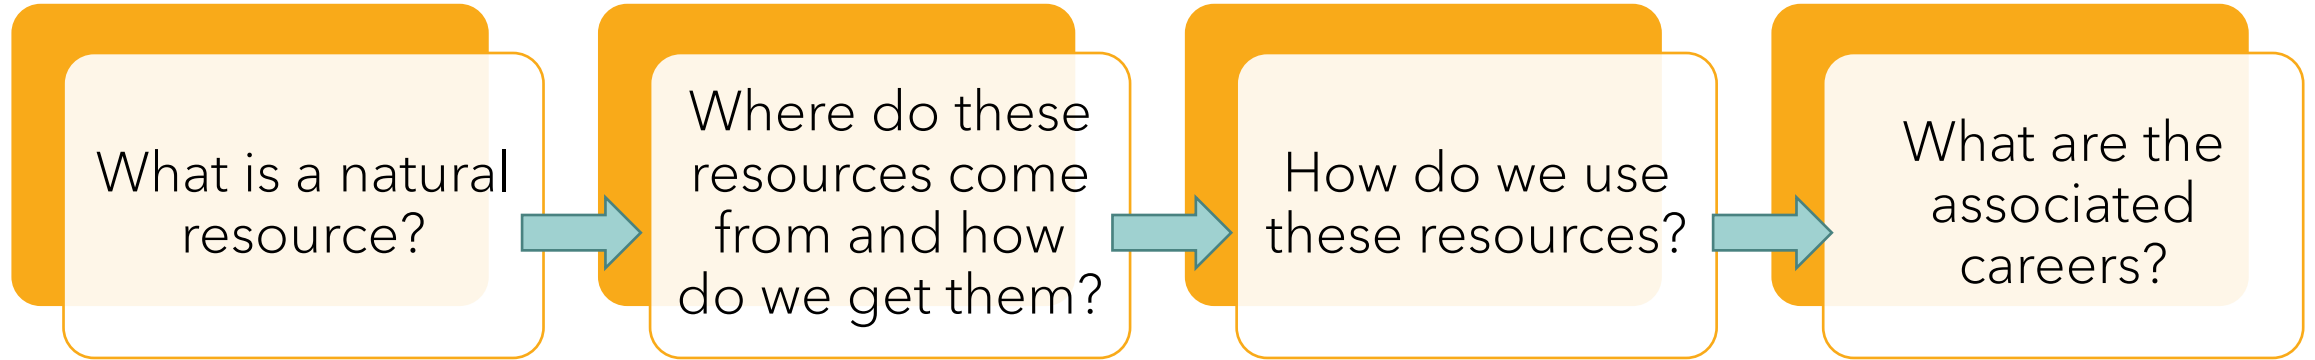 What is a natural
resource?
Where do these
resources come
from and how
do we get them?
How do we use
these resources?
What are the
associated
careers?